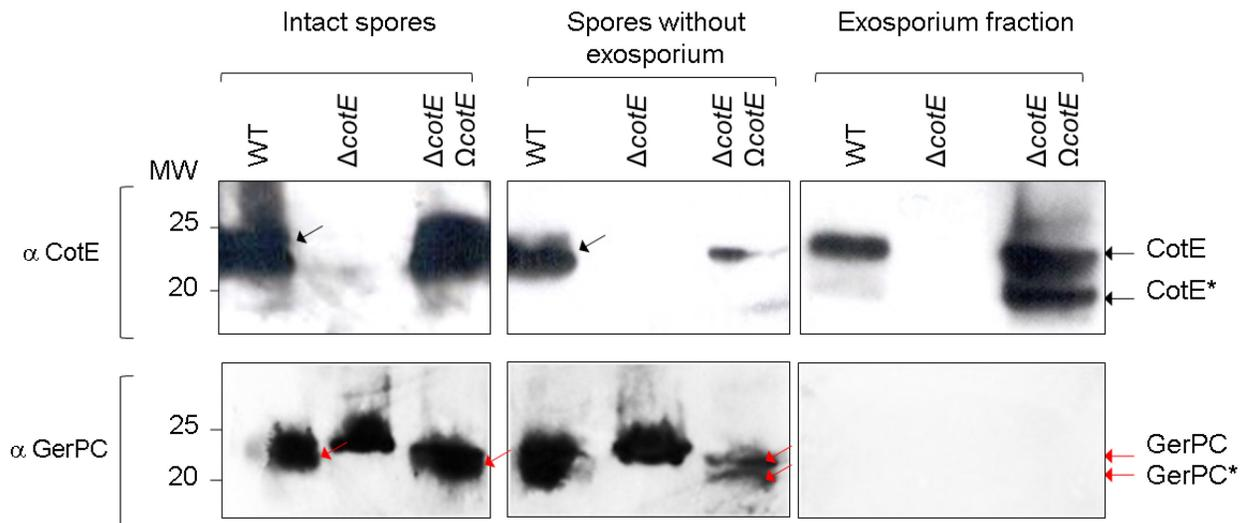 Intact spores
Spores without
exosporium
Exosporium fraction
WT
ΔcotE
ΔcotE
ΩcotE
WT
ΔcotE
ΔcotE
ΩcotE
WT
ΔcotE
ΔcotE
ΩcotE
MW
α CotE
25
20
CotE
CotE*
α GerPC
25
20
GerPC
GerPC*